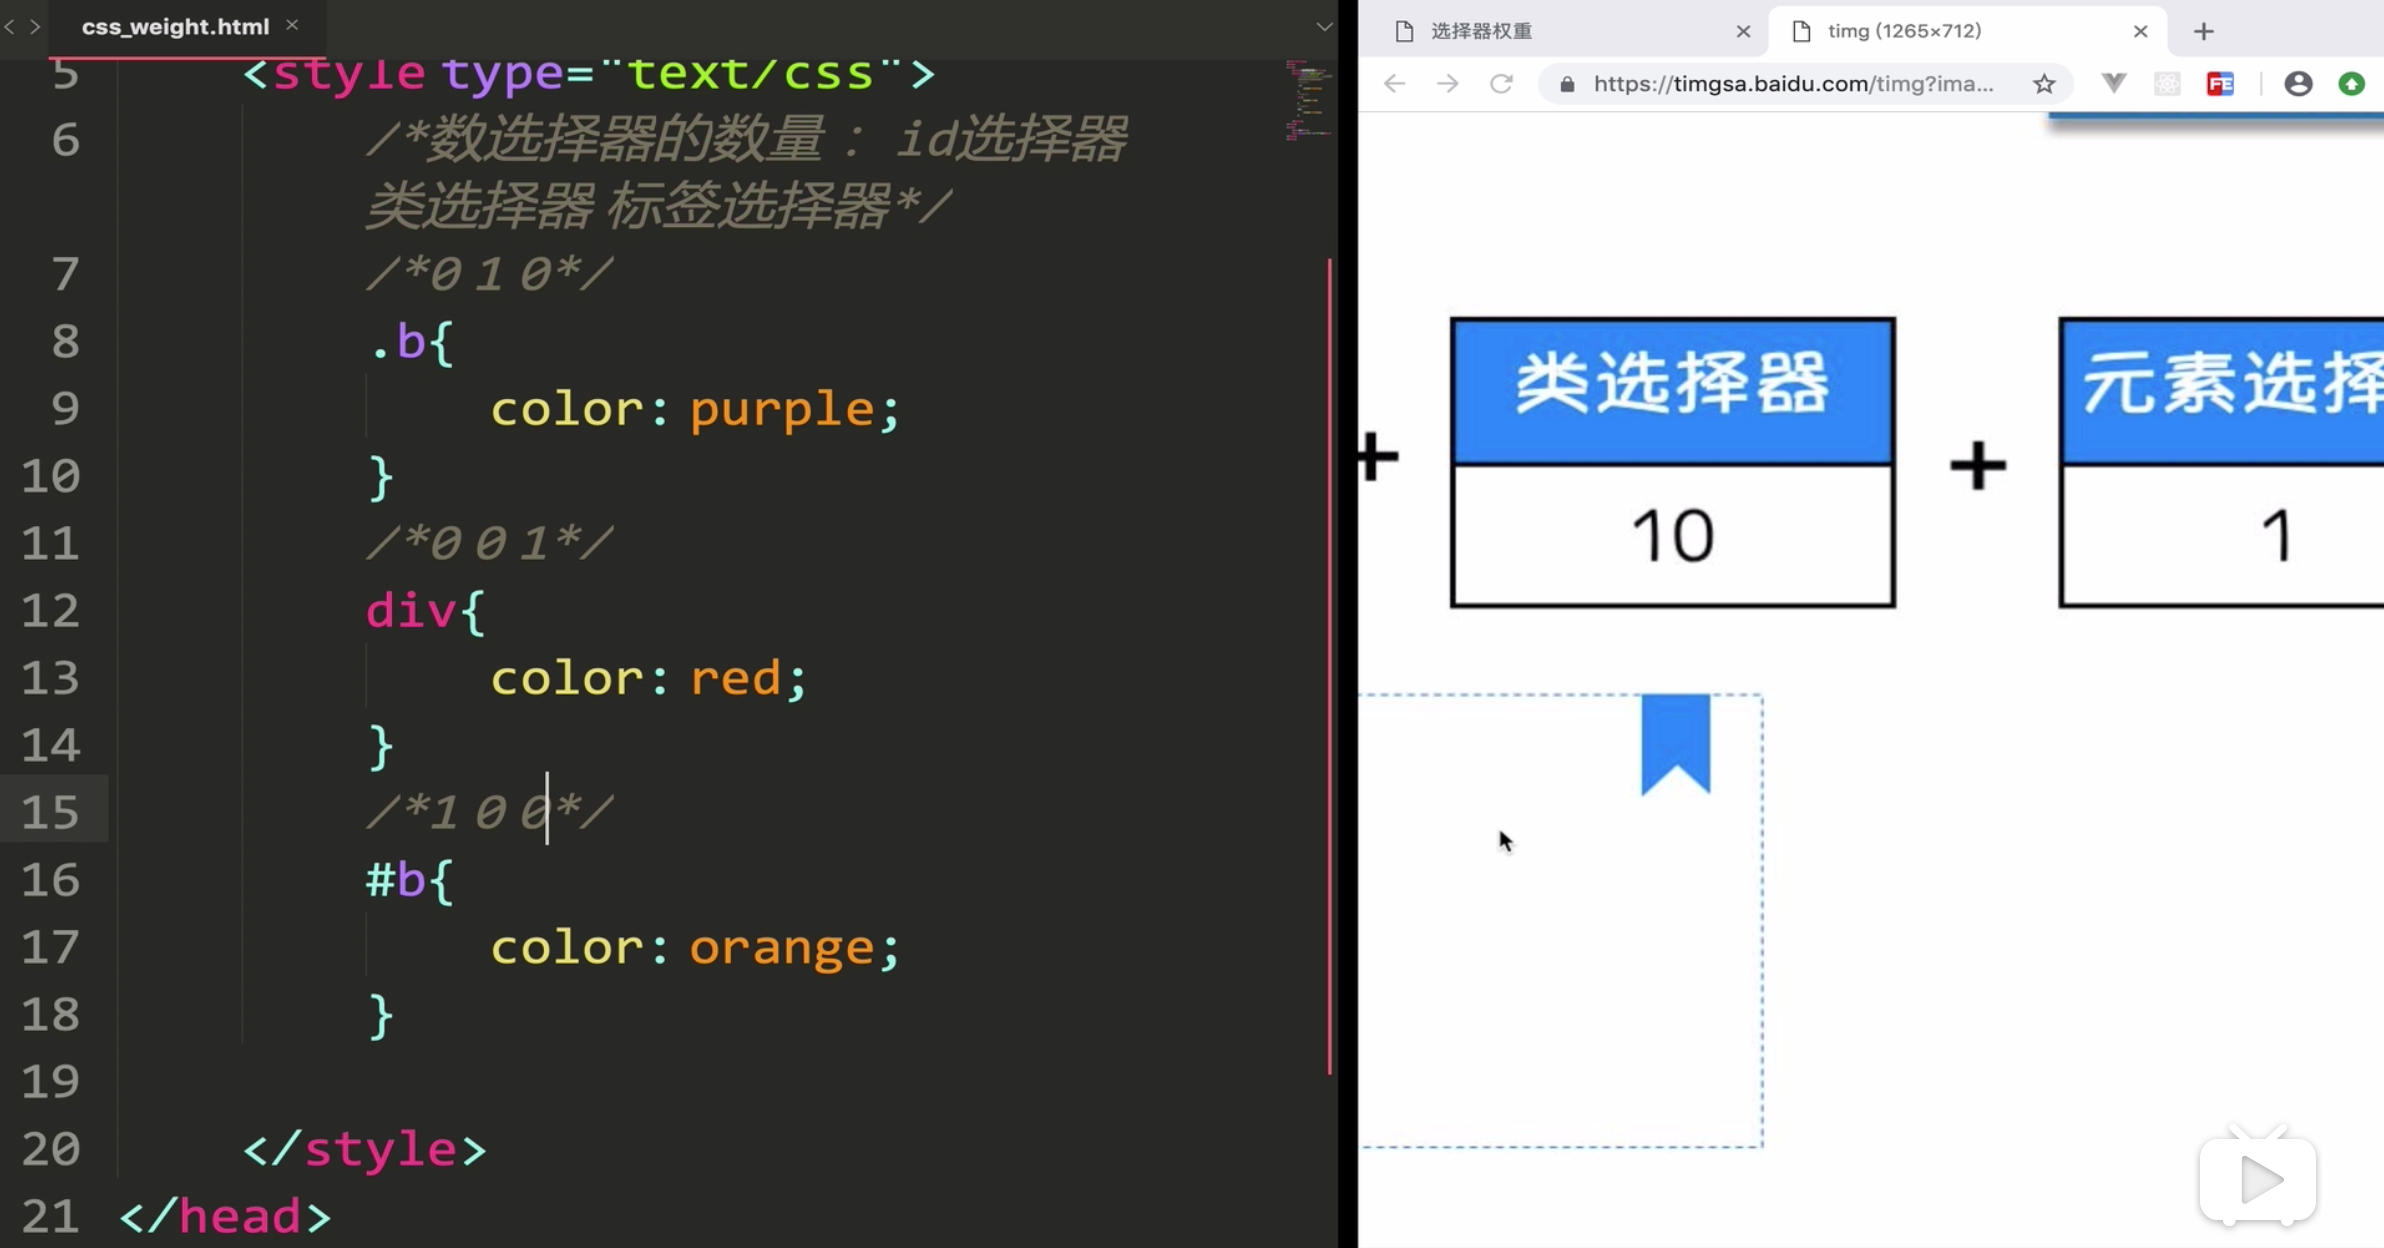 css_weight.html
5 <style type="text/css">
6 /*数选择器的数量： id选择器
类选择器 标签选择器*/
7 /*0 1 0*/
8 .b{
9 color: purple;
10 }
11 /*0 0 1*/
12 div{
13 color: red;
14 }
15 /*1 0 0*/
16 #b{
17 color: orange;
18 }
19
20 </style>
21 </head>
选择器权重
timg (1265×712)
https://timgsa.baidu.com/timg?ima...
FE
+
类选择器
10
+
元素选择
1